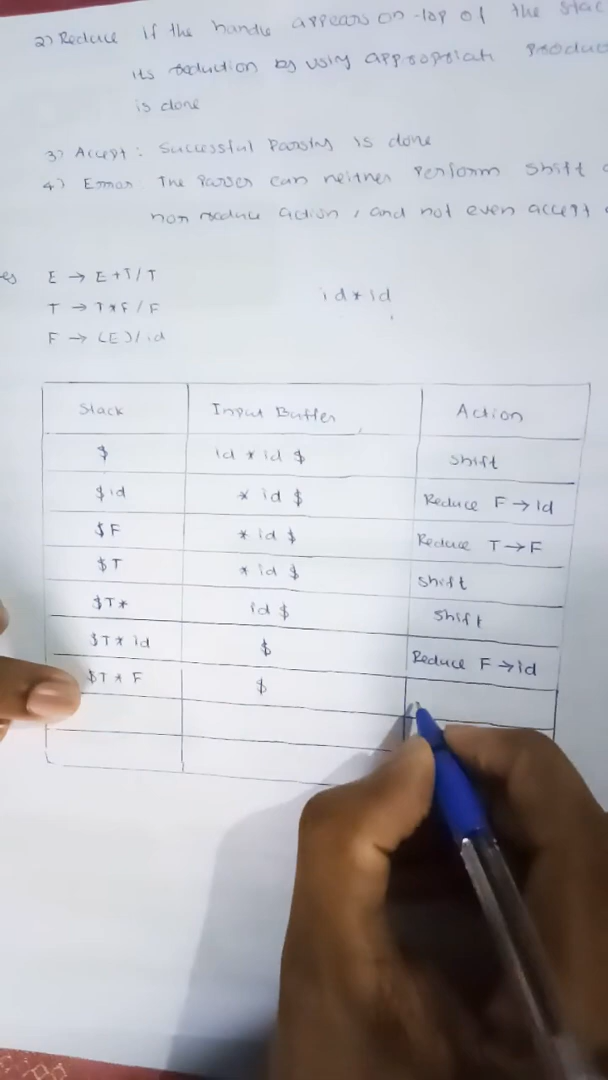 2) Reduce if the handle appears on top of the stac
its reduction by using appropriate produc
is done
3) Accept : Successful Parsing is done
4) Error The Parser can neither Perform Shift
nor reduce action, and not even accept
es E → E+T/T
T → T*F/F id*id
F → (E)/id
Stack Input Buffer Action
$ id * id $ Shift
$id * id $ Reduce F→id
$F * id $ Reduce T→F
$T * id $ Shift
$T* id $ Shift
$T* id $ Reduce F→id
$T* F $